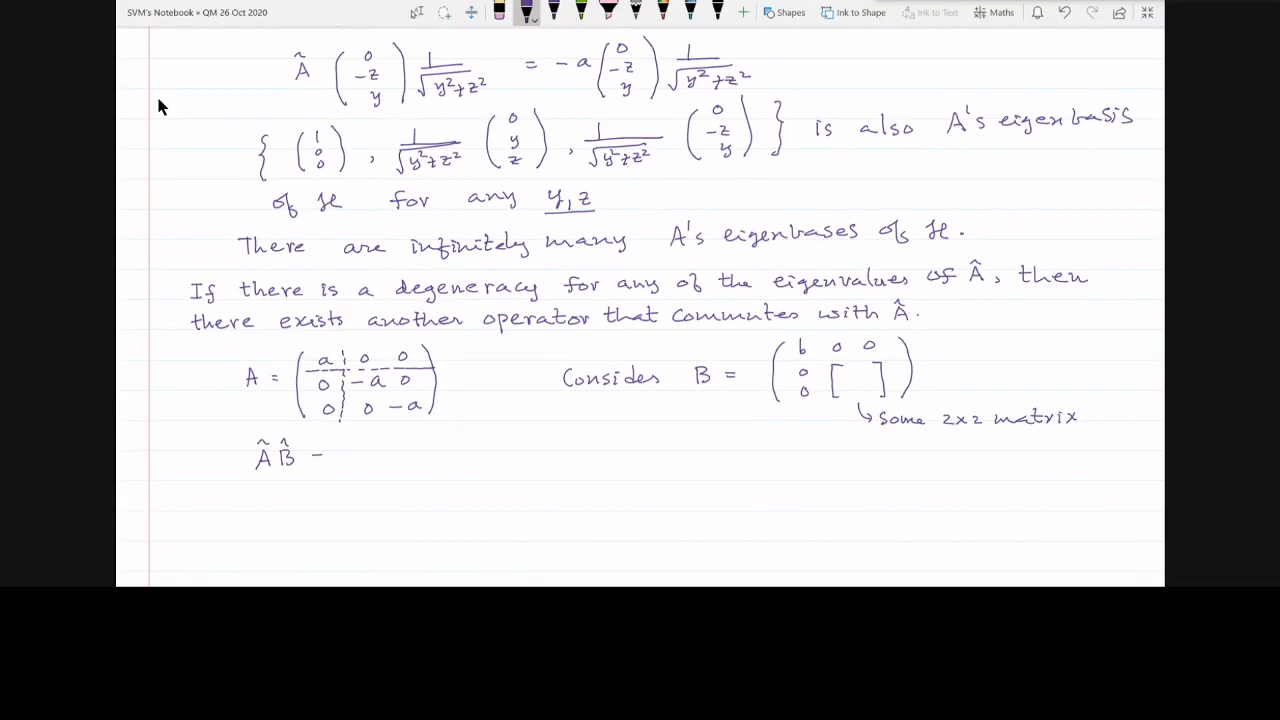 SVM's Notebook » QM 26 Oct 2020
Shapes Ink to Shape Ink to Text Maths
Ã (0 -z y) 1/√(y²+z²) = -a (0 -z y) 1/√(y²+z²)
{ (1 0 0), 1/√(y²+z²) (0 y z), 1/√(y²+z²) (0 -z y) } is also A's eigenbasis
of ℋ for any y, z
There are infinitely many A's eigenbases of ℋ.
If there is a degeneracy for any of the eigenvalues of Â, then
there exists another operator that commutes with Â.
A = (a 0 0 0 -a 0 0 0 -a) Consider B = (b 0 0 0 [ ] 0)
↳ some 2x2 matrix
Ã B̂ =